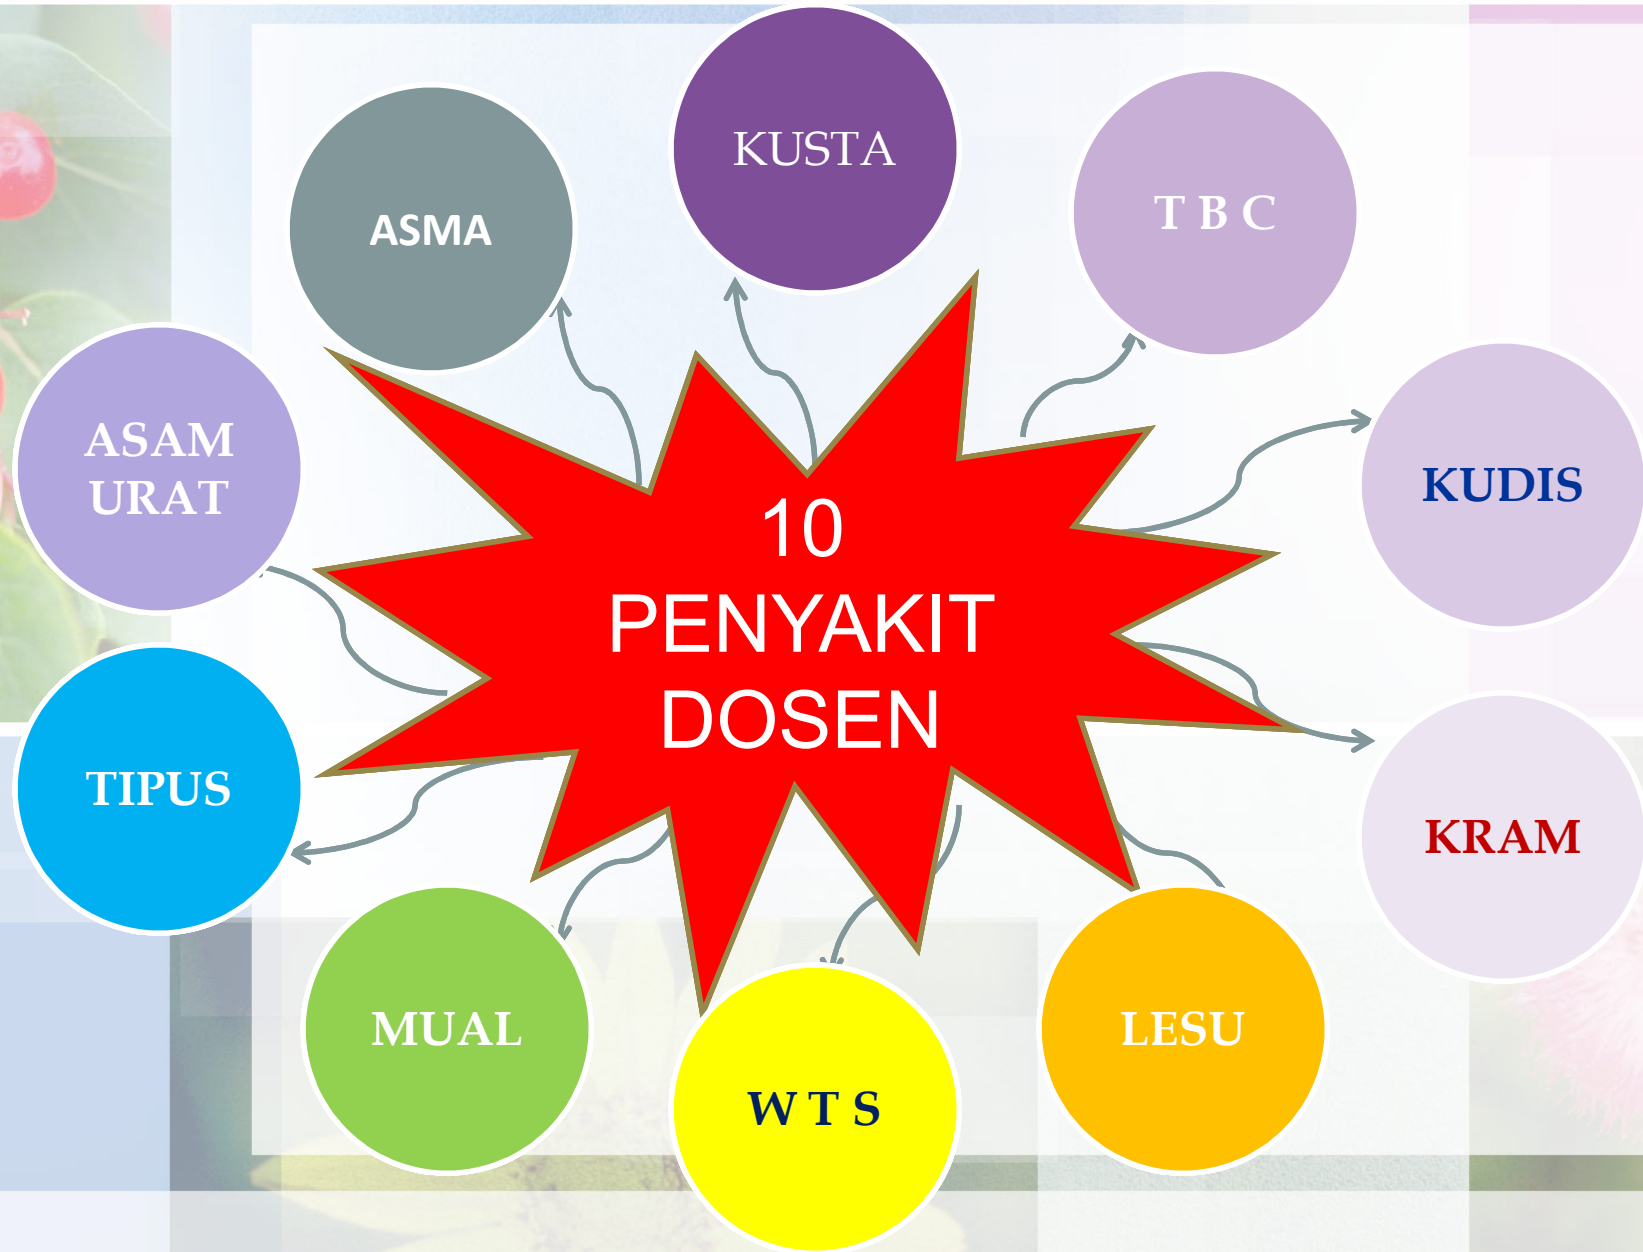 KUSTA
T B C
ASMA
ASAM
URAT
KUDIS
10
PENYAKIT
DOSEN
TIPUS
KRAM
MUAL
LESU
W T S